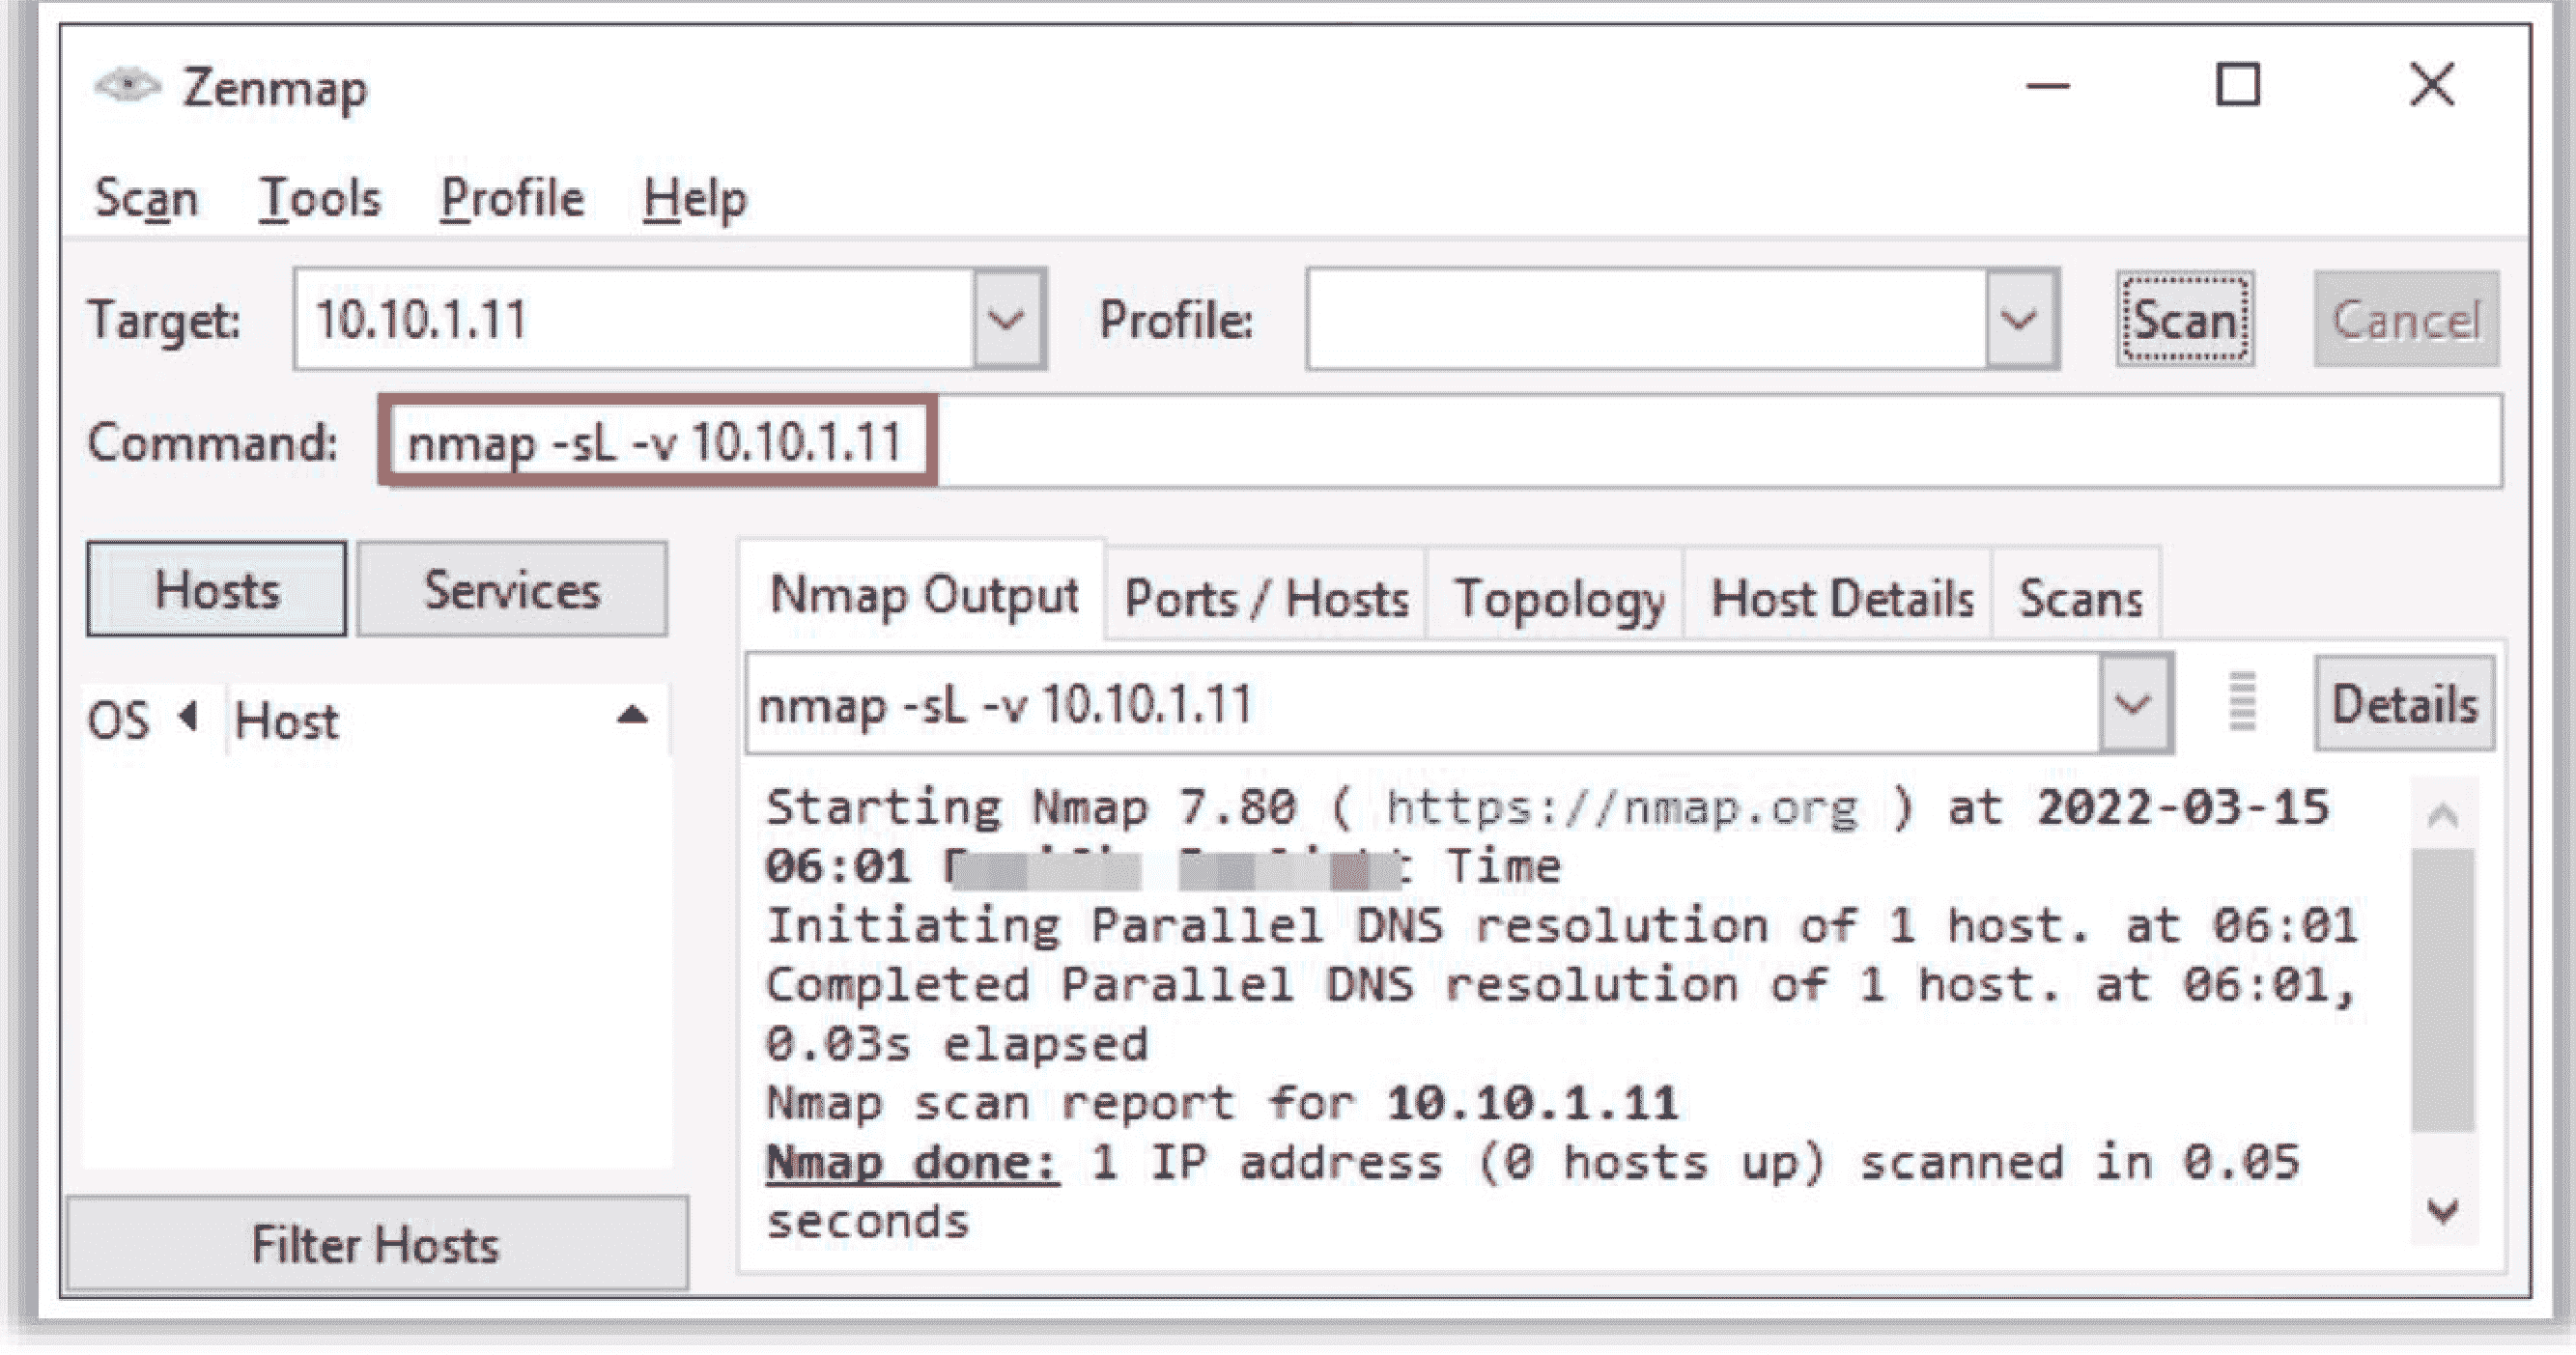 Zenmap
Scan Tools Profile Help
Target: 10.10.1.11 Profile: Scan Cancel
Command: nmap -sL -v 10.10.1.11
Hosts Services
Nmap Output Ports / Hosts Topology Host Details Scans
OS Host
nmap -sL -v 10.10.1.11 Details
Starting Nmap 7.80 ( https://nmap.org ) at 2022-03-15
06:01 Time
Initiating Parallel DNS resolution of 1 host. at 06:01
Completed Parallel DNS resolution of 1 host. at 06:01,
0.03s elapsed
Nmap scan report for 10.10.1.11
Nmap done: 1 IP address (0 hosts up) scanned in 0.05
seconds
Filter Hosts